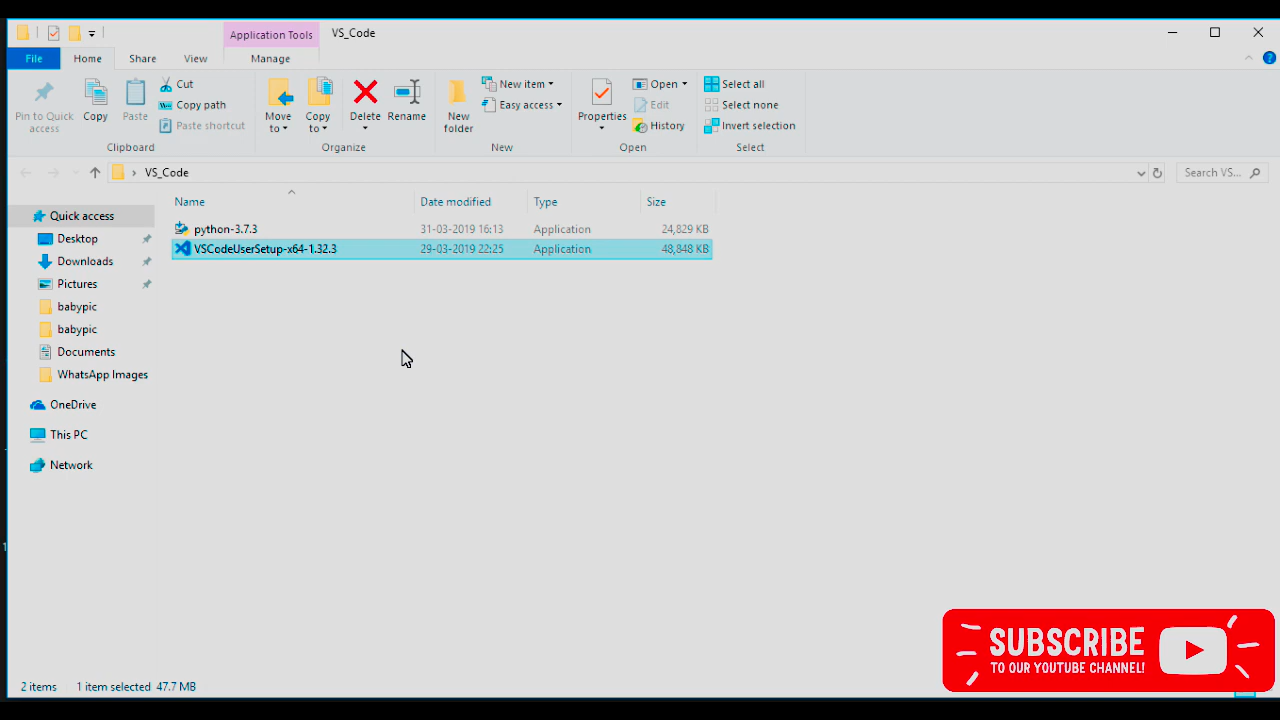 Application Tools
VS_Code
File
Home
Share
View
Manage
Pin to Quick access
Copy
Paste
Cut
Copy path
Paste shortcut
Clipboard
Move to
Copy to
Delete
Rename
Organize
New folder
New item
Easy access
New
Properties
Open
Edit
History
Open
Select all
Select none
Invert selection
Select
VS_Code
Search VS...
Name
Date modified
Type
Size
python-3.7.3
31-03-2019 16:13
Application
24,829 KB
VSCodeUserSetup-x64-1.32.3
29-03-2019 22:25
Application
48,848 KB
Quick access
Desktop
Downloads
Pictures
babypic
babypic
Documents
WhatsApp Images
OneDrive
This PC
Network
SUBSCRIBE
TO OUR YOUTUBE CHANNEL!
2 items
1 item selected 47.7 MB